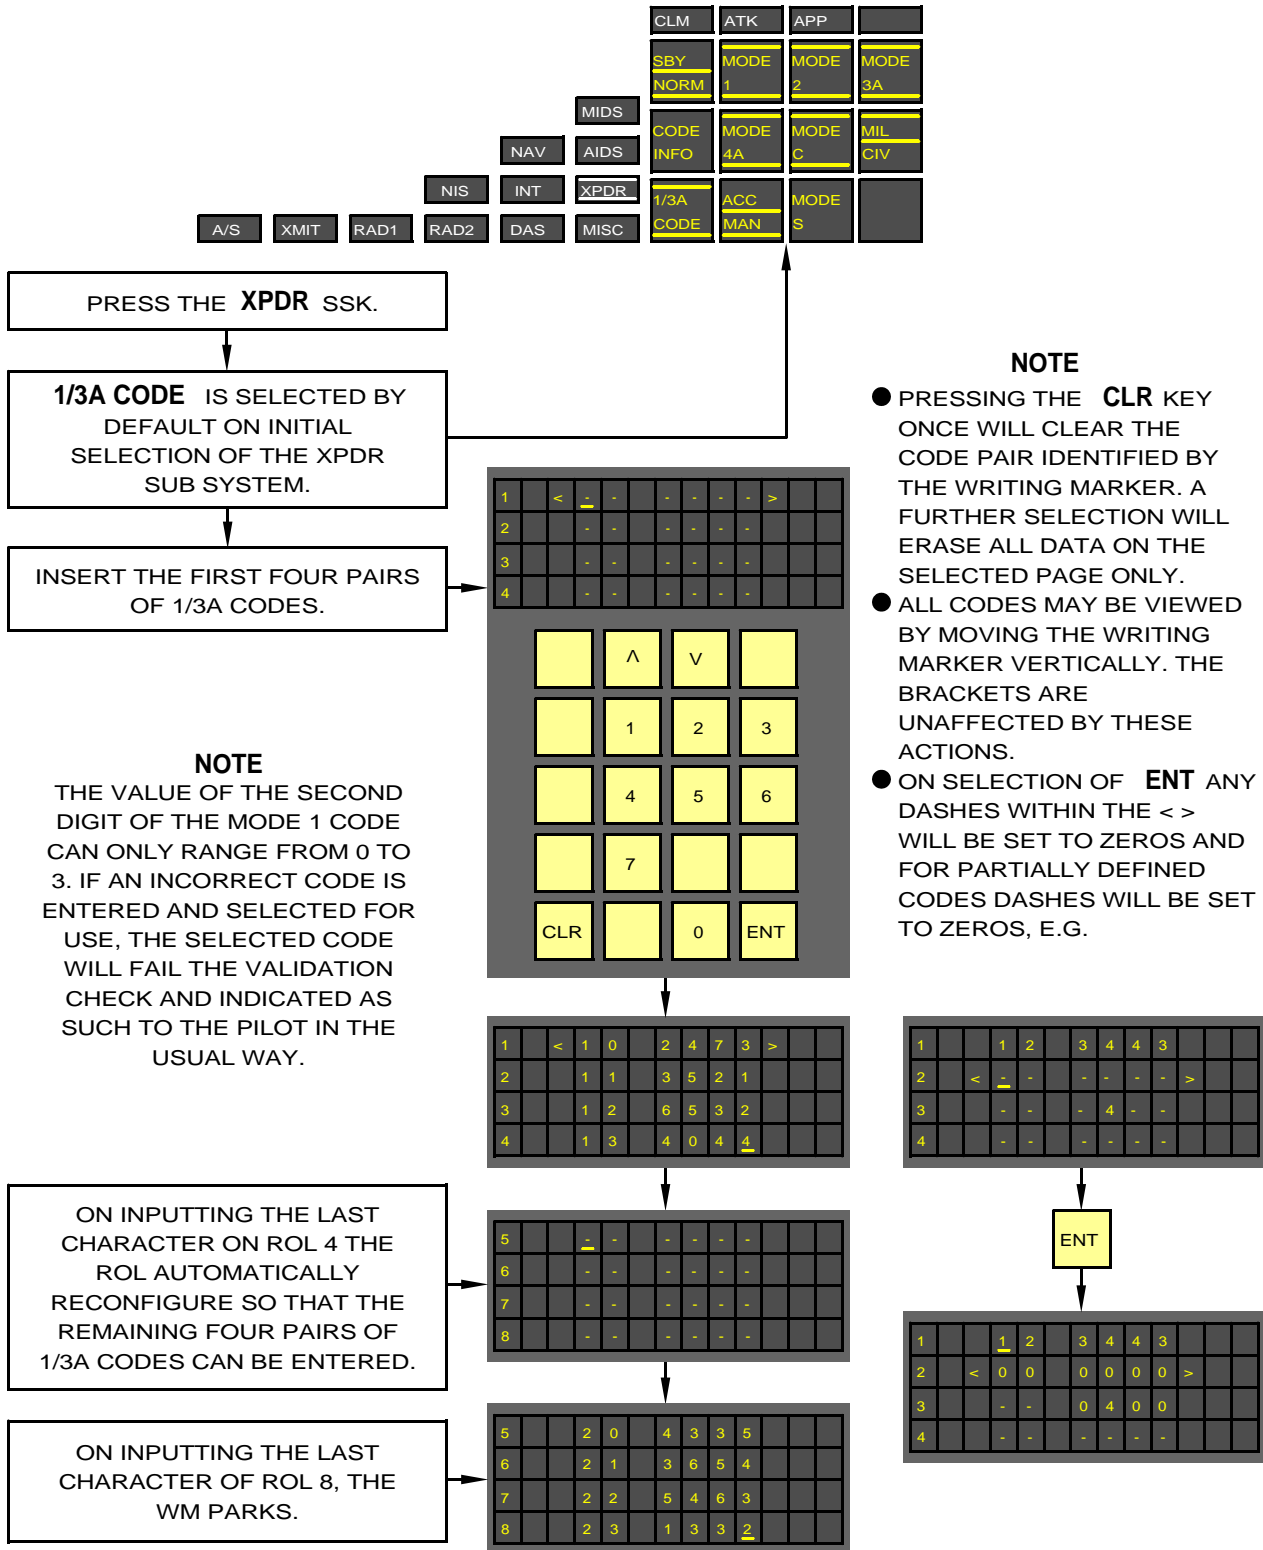 CLM ATK APP
SBY MODE MODE MODE
NORM 1 2 3A
MIDS
CODE MODE MODE MIL
NAV AIDS INFO 4A C CIV
NIS INT XPDR 1/3A ACC MODE
A/S XMIT RAD1 RAD2 DAS MISC CODE MAN S
PRESS THE XPDR SSK.
1/3A CODE IS SELECTED BY
DEFAULT ON INITIAL
SELECTION OF THE XPDR
SUB SYSTEM.
INSERT THE FIRST FOUR PAIRS
OF 1/3A CODES.
NOTE
THE VALUE OF THE SECOND
DIGIT OF THE MODE 1 CODE
CAN ONLY RANGE FROM 0 TO
3. IF AN INCORRECT CODE IS
ENTERED AND SELECTED FOR
USE, THE SELECTED CODE
WILL FAIL THE VALIDATION
CHECK AND INDICATED AS
SUCH TO THE PILOT IN THE
USUAL WAY.
ON INPUTTING THE LAST
CHARACTER ON ROL 4 THE
ROL AUTOMATICALLY
RECONFIGURE SO THAT THE
REMAINING FOUR PAIRS OF
1/3A CODES CAN BE ENTERED.
ON INPUTTING THE LAST
CHARACTER OF ROL 8, THE
WM PARKS.
1 < - - - - - - >
2 - - - - - -
3 - - - - - -
4 - - - - - -
Λ V
1 2 3
4 5 6
7
CLR 0 ENT
1 < 1 0 2 4 7 3 >
2 1 1 3 5 2 1
3 1 2 6 5 3 2
4 1 3 4 0 4 4
5 - - - - - -
6 - - - - - -
7 - - - - - -
8 - - - - - -
5 2 0 4 3 3 5
6 2 1 3 6 5 4
7 2 2 5 4 6 3
8 2 3 1 3 3 2
NOTE
● PRESSING THE CLR KEY
ONCE WILL CLEAR THE
CODE PAIR IDENTIFIED BY
THE WRITING MARKER. A
FURTHER SELECTION WILL
ERASE ALL DATA ON THE
SELECTED PAGE ONLY.
● ALL CODES MAY BE VIEWED
BY MOVING THE WRITING
MARKER VERTICALLY. THE
BRACKETS ARE
UNAFFECTED BY THESE
ACTIONS.
● ON SELECTION OF ENT ANY
DASHES WITHIN THE < >
WILL BE SET TO ZEROS AND
FOR PARTIALLY DEFINED
CODES DASHES WILL BE SET
TO ZEROS, E.G.
1 1 2 3 4 4 3
2 < - - - - - - >
3 - - - 4 - -
4 - - - - - -
ENT
1 1 2 3 4 4 3
2 < 0 0 0 0 0 0 >
3 - - 0 4 0 0
4 - - - - - -